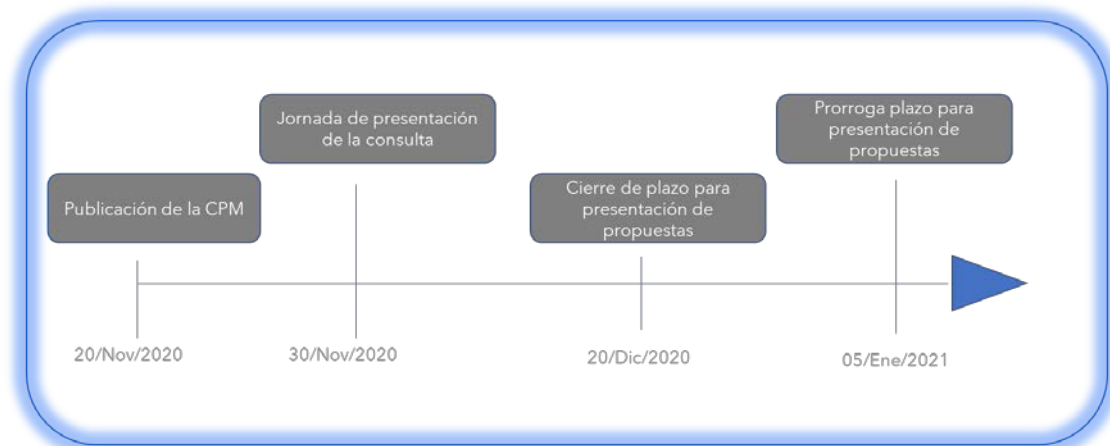 Jornada de presentación
de la consulta
Prorroga plazo para
presentación de
propuestas
Publicación de la CPM
Cierre de plazo para
presentación de
propuestas
20/Nov/2020
30/Nov/2020
20/Dic/2020
05/Ene/2021